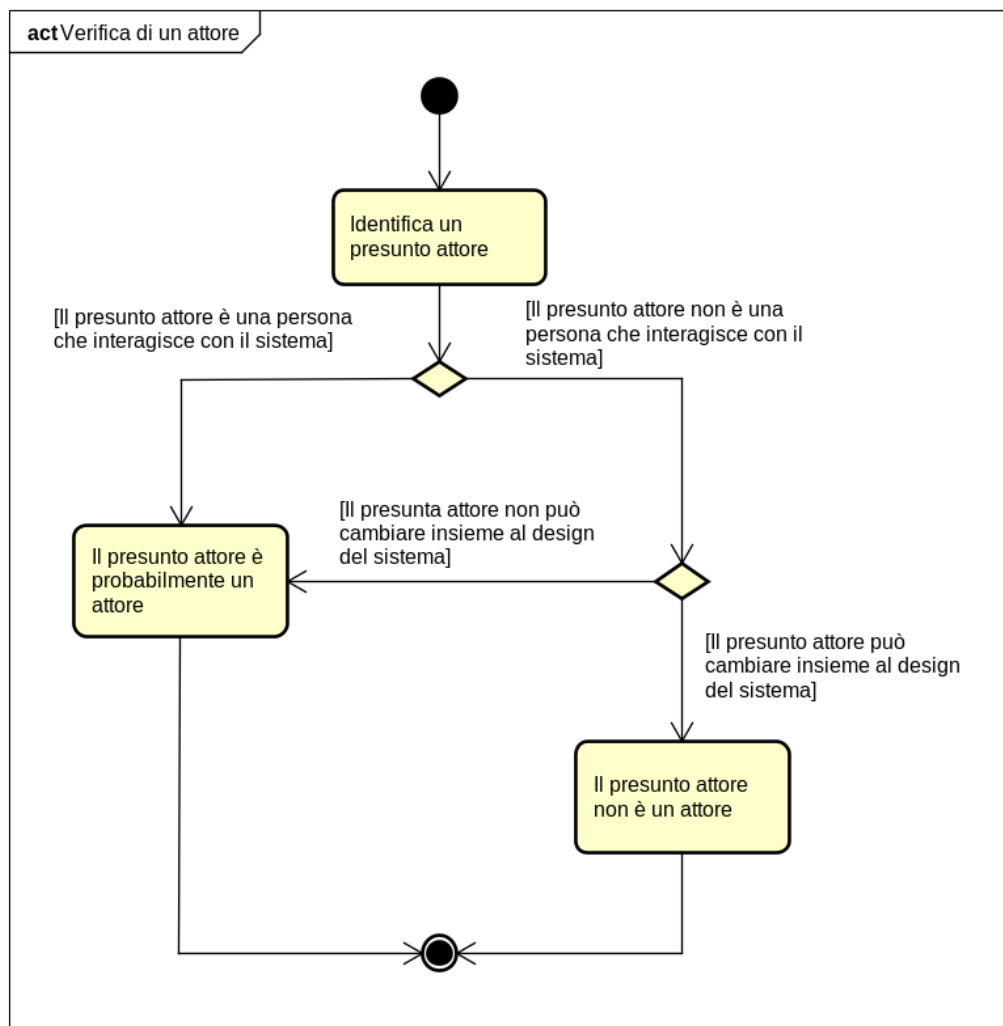 act Verifica di un attore
Identifica un
presunto attore
[Il presunto attore è una persona
che interagisce con il sistema]
[Il presunto attore non è una
persona che interagisce con il
sistema]
[Il presunta attore non può
cambiare insieme al design
del sistema]
Il presunto attore è
probabilmente un
attore
[Il presunto attore può
cambiare insieme al design
del sistema]
Il presunto attore
non è un attore